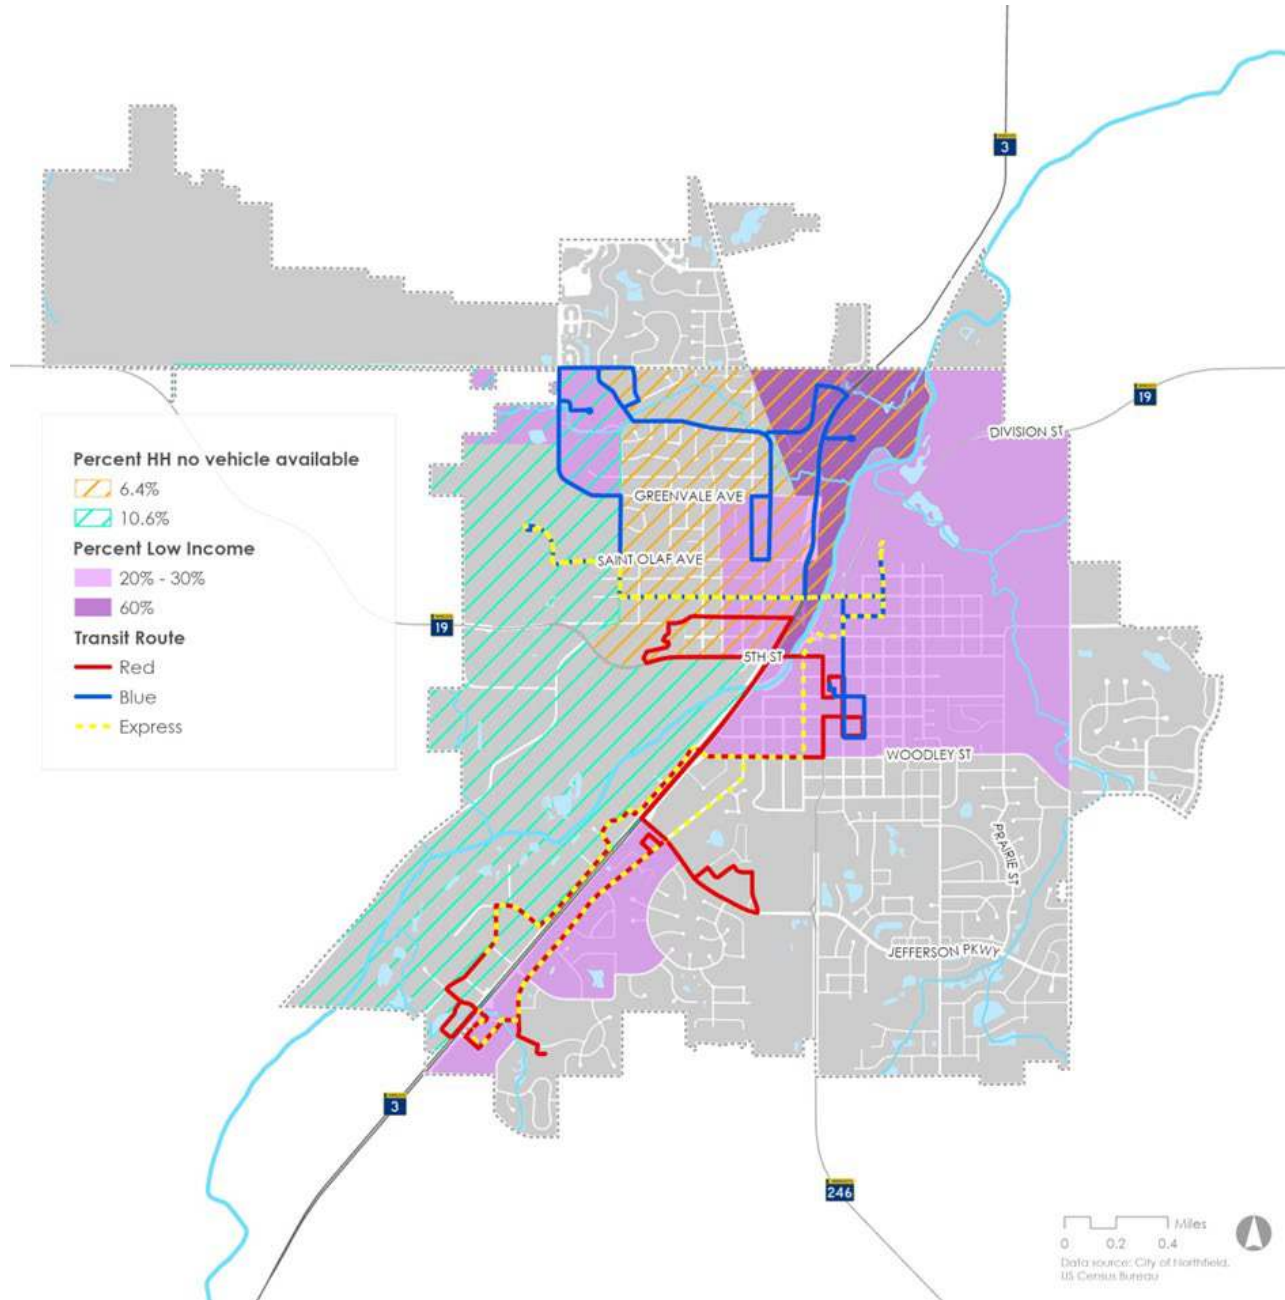 3
19
DIVISION ST
Percent HH no vehicle available
6.4%
10.6%
Percent Low Income
20% - 30%
60%
Transit Route
Red
Blue
Express
GREENVALE AVE
SAINT OLAF AVE
19
5TH ST
WOODLEY ST
PRAIRIE ST
JEFFERSON PKWY
3
246
Miles
0 0.2 0.4
Data source: City of Northfield,
US Census Bureau